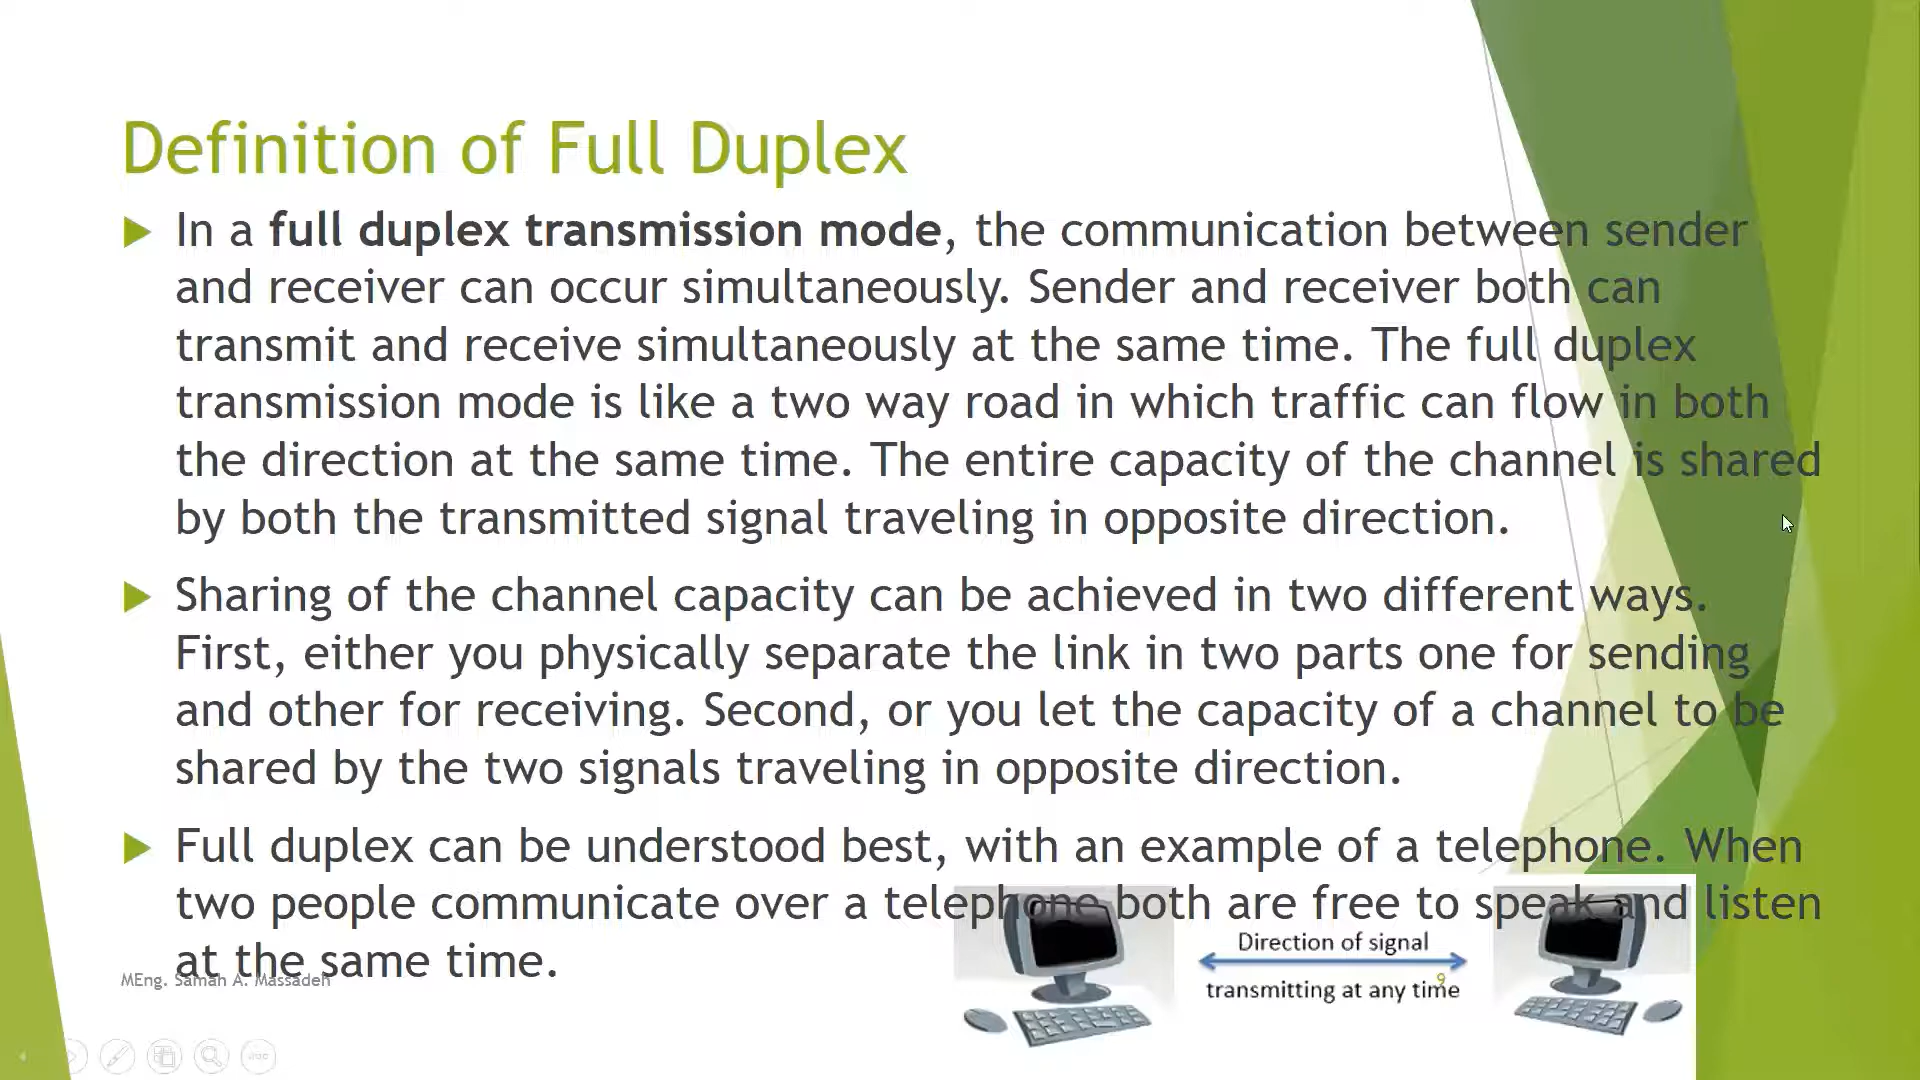 Definition of Full Duplex
In a full duplex transmission mode, the communication between sender
and receiver can occur simultaneously. Sender and receiver both can
transmit and receive simultaneously at the same time. The full duplex
transmission mode is like a two way road in which traffic can flow in both
the direction at the same time. The entire capacity of the channel is shared
by both the transmitted signal traveling in opposite direction.
Sharing of the channel capacity can be achieved in two different ways.
First, either you physically separate the link in two parts one for sending
and other for receiving. Second, or you let the capacity of a channel to be
shared by the two signals traveling in opposite direction.
Full duplex can be understood best, with an example of a telephone. When
two people communicate over a telephone both are free to speak and listen
at the same time.
Direction of signal
transmitting at any time
MEng. Samah A. Massadeh
9